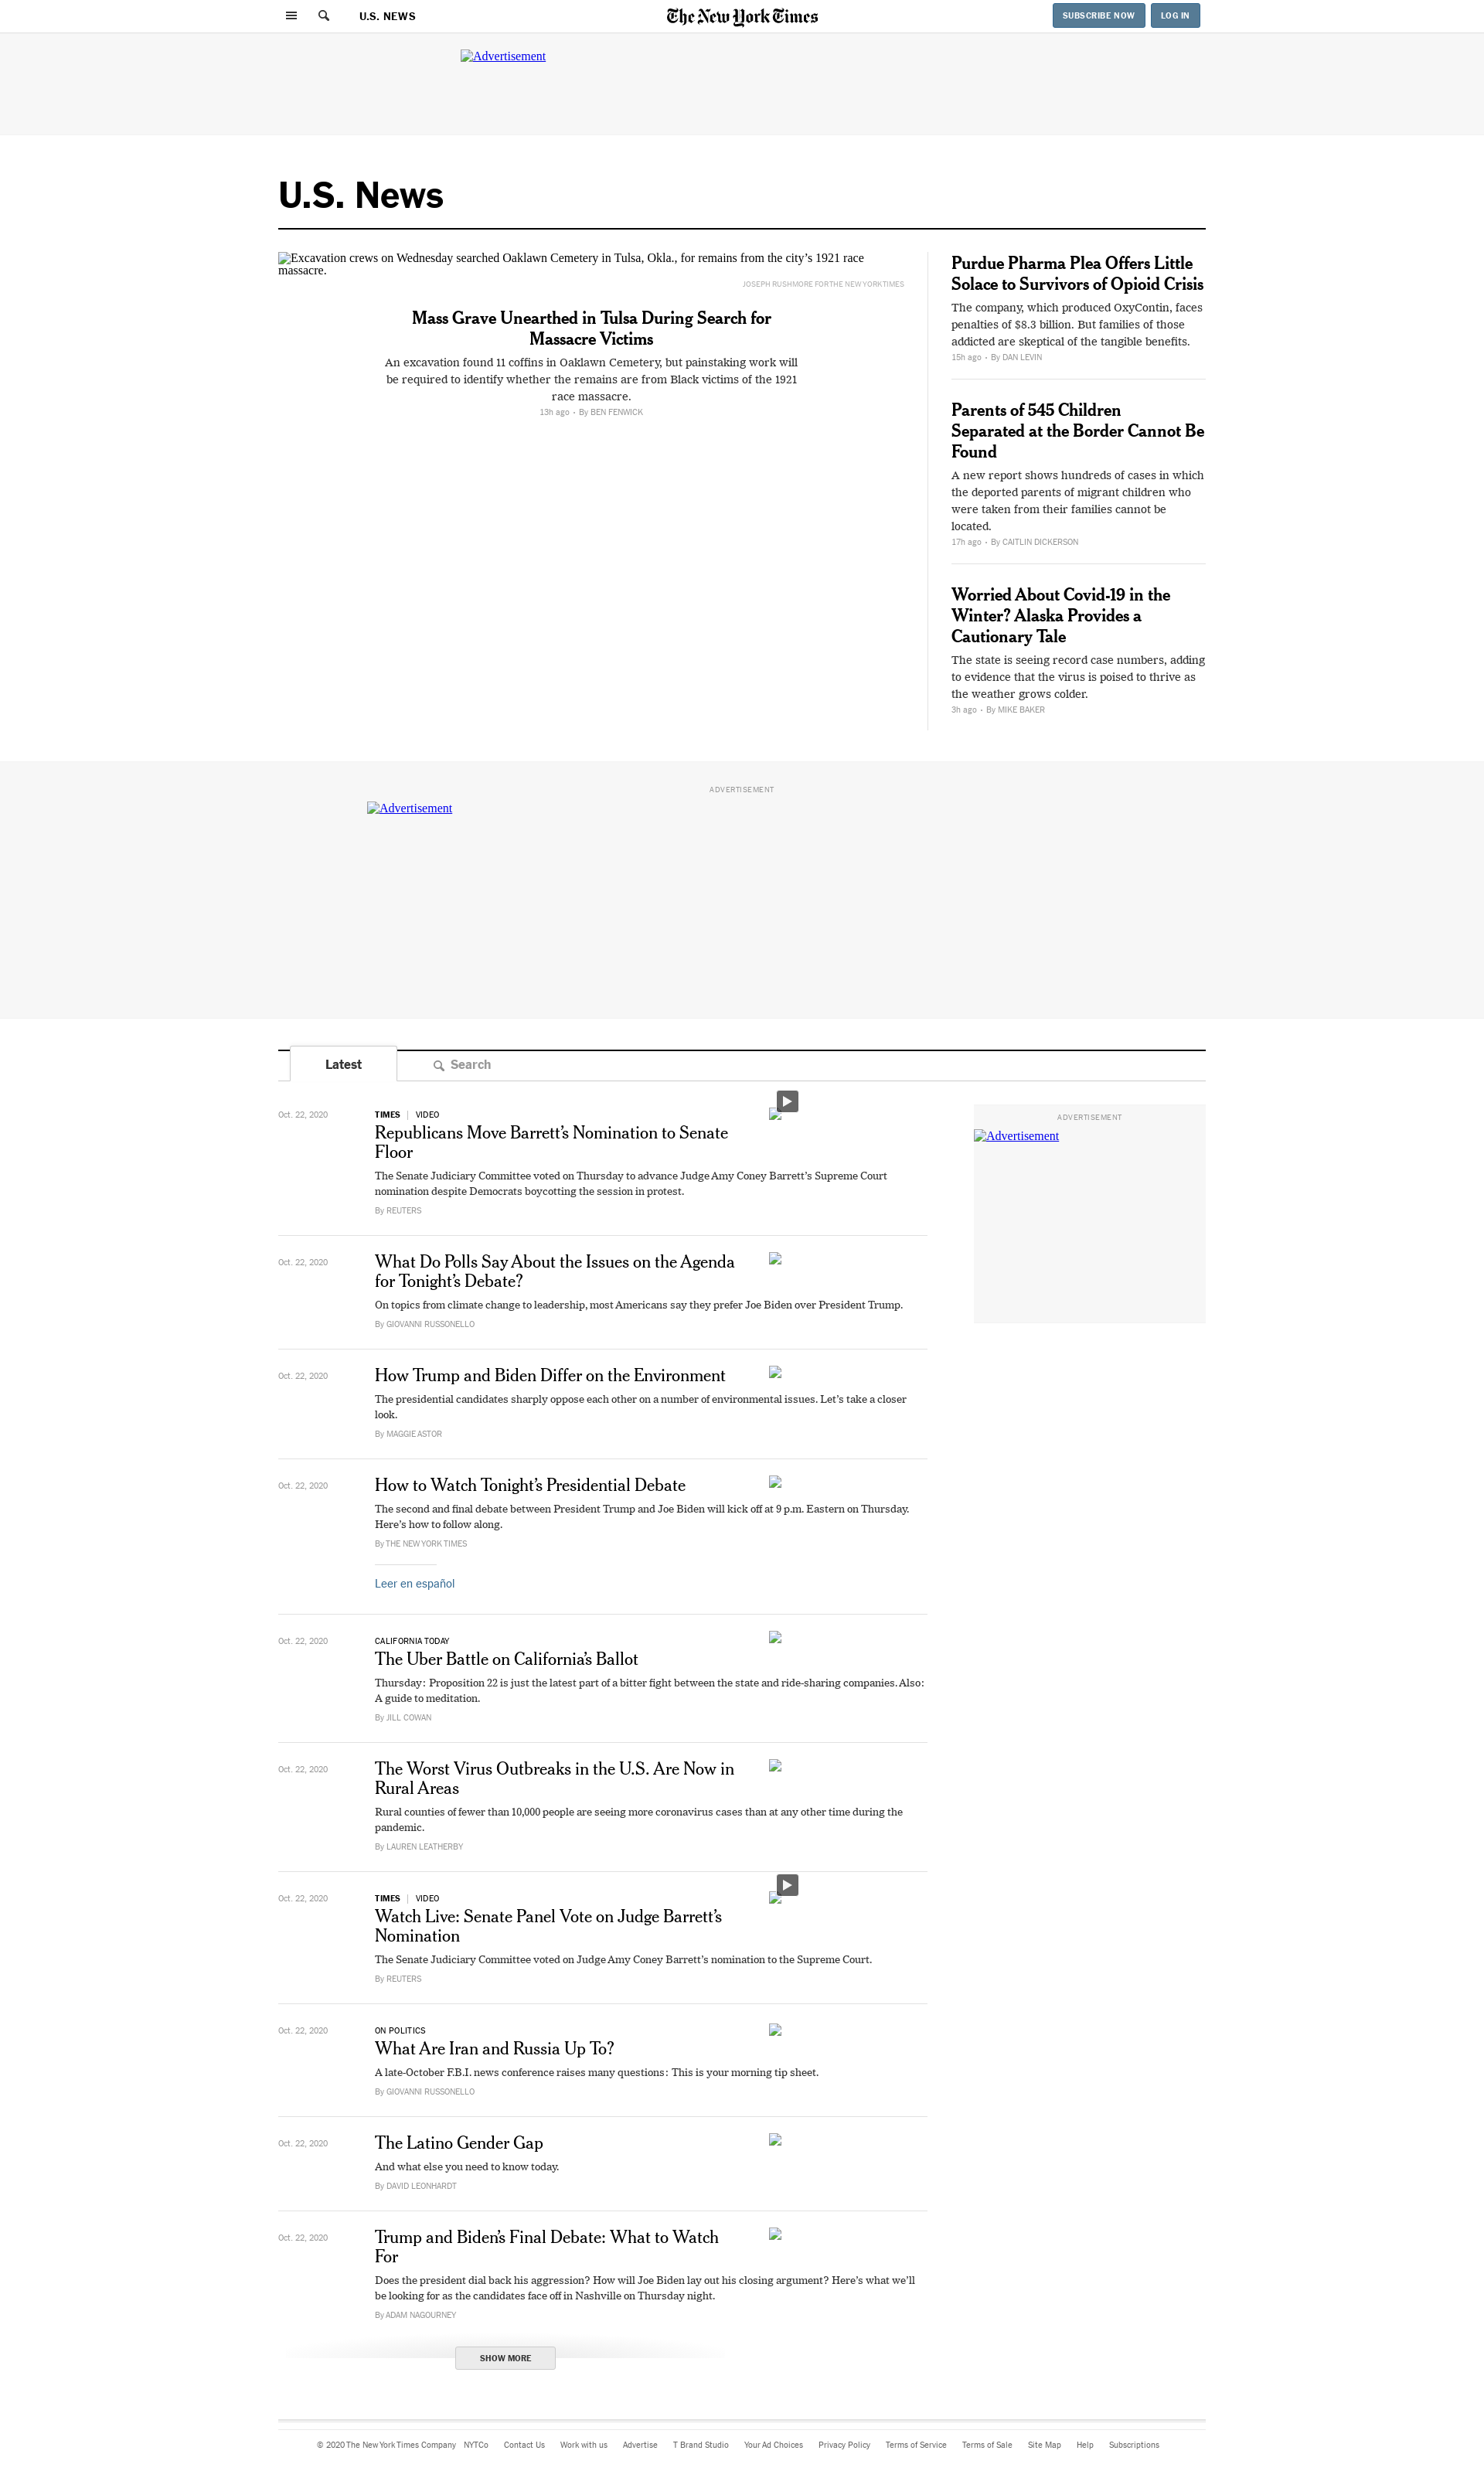 U.S. NEWS
The New York Times
SUBSCRIBE NOW
LOG IN
Advertisement
U.S. News
Excavation crews on Wednesday searched Oaklawn Cemetery in Tulsa, Okla., for remains from the city’s 1921 race
massacre.
JOSEPH RUSHMORE FOR THE NEW YORK TIMES
Mass Grave Unearthed in Tulsa During Search for
Massacre Victims
An excavation found 11 coffins in Oaklawn Cemetery, but painstaking work will
be required to identify whether the remains are from Black victims of the 1921
race massacre.
13h ago • By BEN FENWICK
Purdue Pharma Plea Offers Little
Solace to Survivors of Opioid Crisis
The company, which produced OxyContin, faces
penalties of $8.3 billion. But families of those
addicted are skeptical of the tangible benefits.
15h ago • By DAN LEVIN
Parents of 545 Children
Separated at the Border Cannot Be
Found
A new report shows hundreds of cases in which
the deported parents of migrant children who
were taken from their families cannot be
located.
17h ago • By CAITLIN DICKERSON
Worried About Covid-19 in the
Winter? Alaska Provides a
Cautionary Tale
The state is seeing record case numbers, adding
to evidence that the virus is poised to thrive as
the weather grows colder.
3h ago • By MIKE BAKER
ADVERTISEMENT
Advertisement
Latest
Search
Oct. 22, 2020
TIMES | VIDEO
Republicans Move Barrett’s Nomination to Senate
Floor
The Senate Judiciary Committee voted on Thursday to advance Judge Amy Coney Barrett’s Supreme Court
nomination despite Democrats boycotting the session in protest.
By REUTERS
ADVERTISEMENT
Advertisement
Oct. 22, 2020
What Do Polls Say About the Issues on the Agenda
for Tonight’s Debate?
On topics from climate change to leadership, most Americans say they prefer Joe Biden over President Trump.
By GIOVANNI RUSSONELLO
Oct. 22, 2020
How Trump and Biden Differ on the Environment
The presidential candidates sharply oppose each other on a number of environmental issues. Let’s take a closer
look.
By MAGGIE ASTOR
Oct. 22, 2020
How to Watch Tonight’s Presidential Debate
The second and final debate between President Trump and Joe Biden will kick off at 9 p.m. Eastern on Thursday.
Here’s how to follow along.
By THE NEW YORK TIMES
Leer en español
Oct. 22, 2020
CALIFORNIA TODAY
The Uber Battle on California’s Ballot
Thursday: Proposition 22 is just the latest part of a bitter fight between the state and ride-sharing companies. Also:
A guide to meditation.
By JILL COWAN
Oct. 22, 2020
The Worst Virus Outbreaks in the U.S. Are Now in
Rural Areas
Rural counties of fewer than 10,000 people are seeing more coronavirus cases than at any other time during the
pandemic.
By LAUREN LEATHERBY
Oct. 22, 2020
TIMES | VIDEO
Watch Live: Senate Panel Vote on Judge Barrett’s
Nomination
The Senate Judiciary Committee voted on Judge Amy Coney Barrett’s nomination to the Supreme Court.
By REUTERS
Oct. 22, 2020
ON POLITICS
What Are Iran and Russia Up To?
A late-October F.B.I. news conference raises many questions: This is your morning tip sheet.
By GIOVANNI RUSSONELLO
Oct. 22, 2020
The Latino Gender Gap
And what else you need to know today.
By DAVID LEONHARDT
Oct. 22, 2020
Trump and Biden’s Final Debate: What to Watch
For
Does the president dial back his aggression? How will Joe Biden lay out his closing argument? Here’s what we’ll
be looking for as the candidates face off in Nashville on Thursday night.
By ADAM NAGOURNEY
SHOW MORE
© 2020 The New York Times Company NYTCo Contact Us Work with us Advertise T Brand Studio Your Ad Choices Privacy Policy Terms of Service Terms of Sale Site Map Help Subscriptions